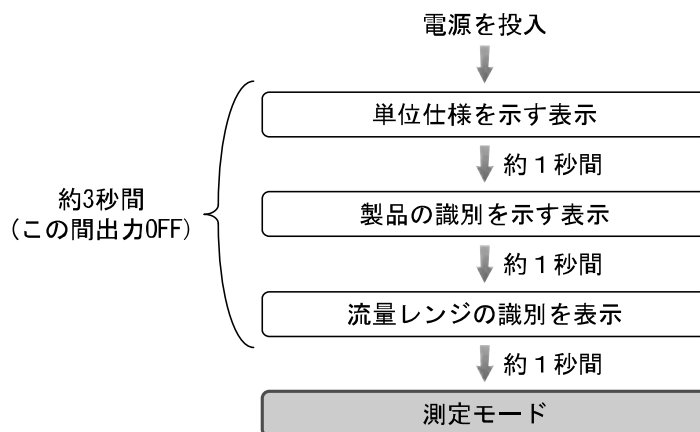 電源を投入
単位仕様を示す表示
約１秒間
製品の識別を示す表示
約3秒間
(この間出力OFF)
約１秒間
流量レンジの識別を表示
約１秒間
測定モード